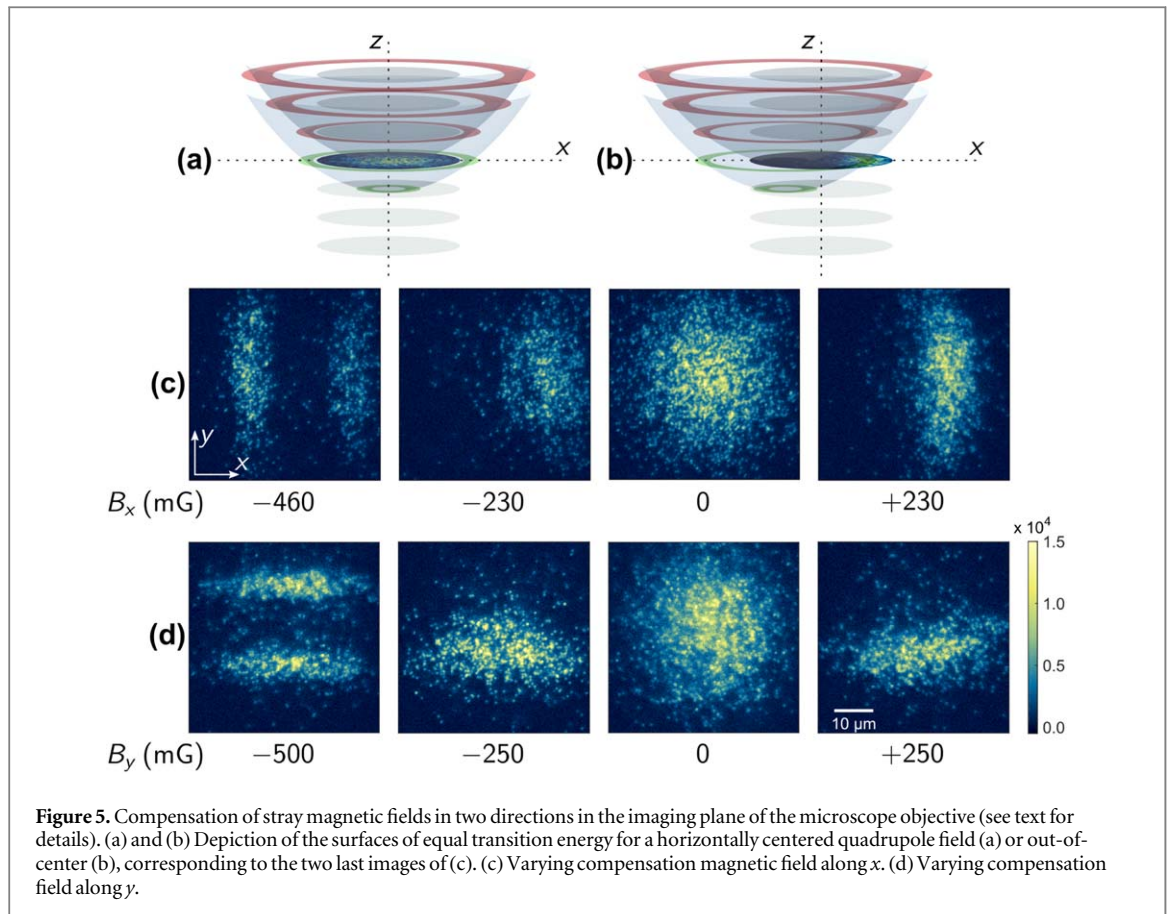 z z
(a) x (b) x
(c)
y
x
Bx (mG) −460 −230 0 +230
x 10⁴
1.5
1.0
0.5
0.0
(d)
10 μm
By (mG) −500 −250 0 +250
Figure 5. Compensation of stray magnetic fields in two directions in the imaging plane of the microscope objective (see text for
details). (a) and (b) Depiction of the surfaces of equal transition energy for a horizontally centered quadrupole field (a) or out-of-
center (b), corresponding to the two last images of (c). (c) Varying compensation magnetic field along x. (d) Varying compensation
field along y.